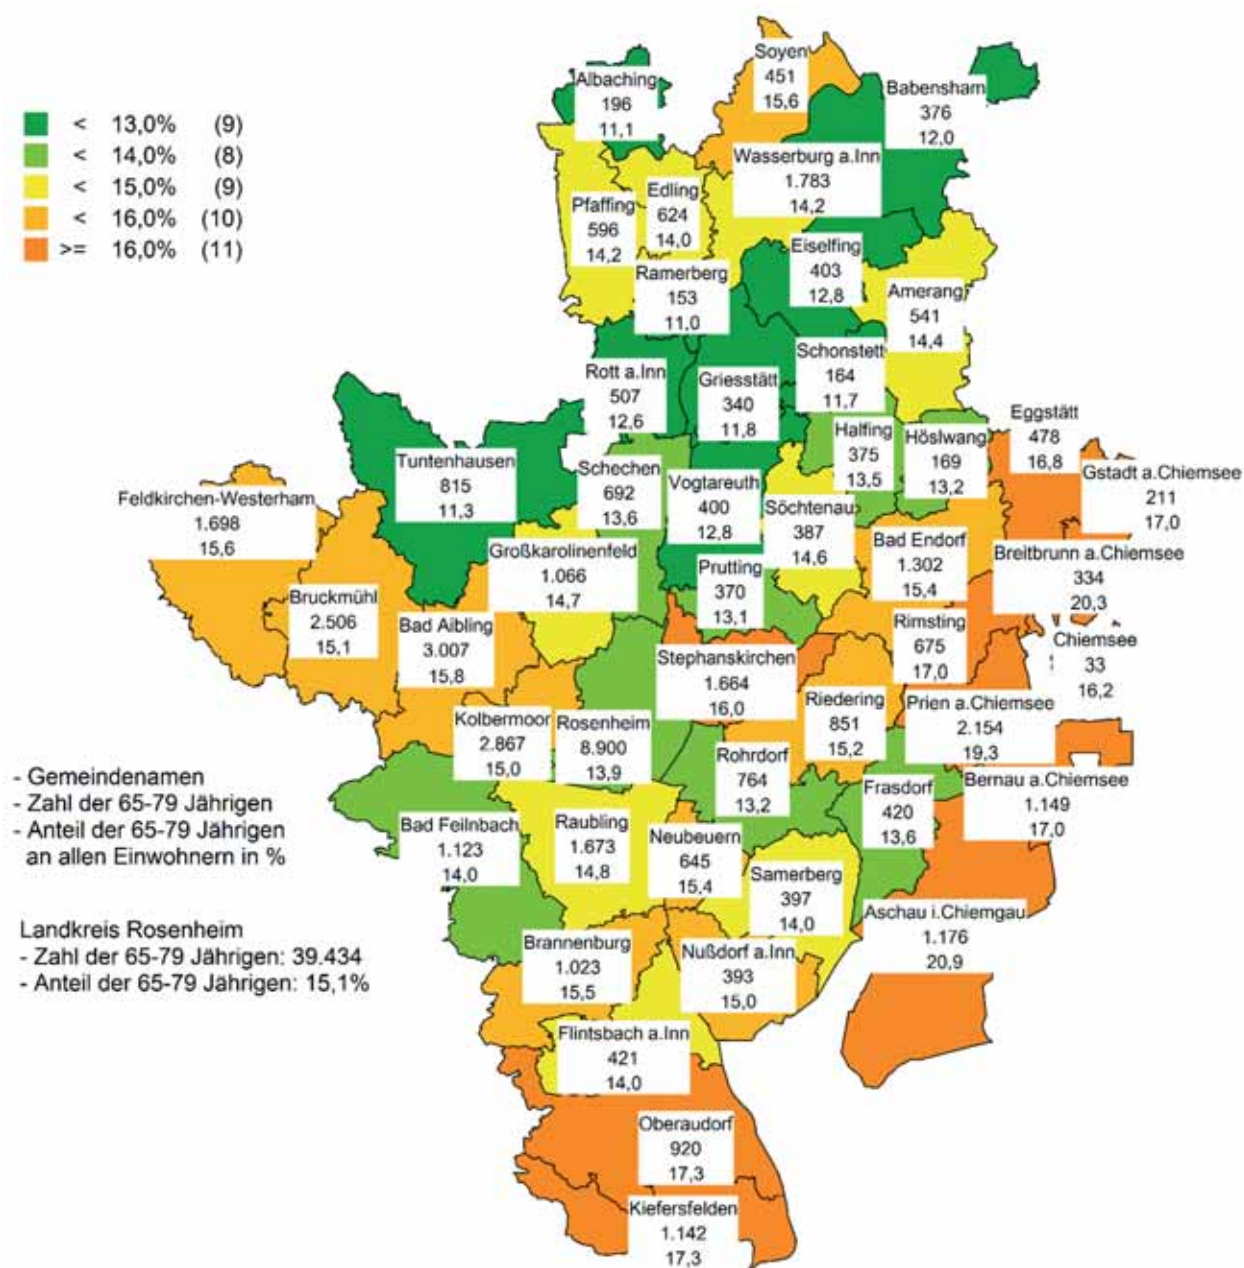 Soyen
451
15,6
Albaching
196
11,1
Babensham
376
12,0
< 13,0% (9)
< 14,0% (8)
< 15,0% (9)
< 16,0% (10)
>= 16,0% (11)
Wasserburg a.Inn
1.783
14,2
Edling
624
14,0
Pfaffing
596
14,2
Eiselfing
403
12,8
Ramerberg
153
11,0
Amerang
541
14,4
Schonstett
164
11,7
Rott a.Inn
507
12,6
Griesstätt
340
11,8
Eggstätt
478
16,8
Halfing
375
13,5
Höslwang
169
13,2
Tuntenhausen
815
11,3
Schechen
692
13,6
Vogtareuth
400
12,8
Gstadt a.Chiemsee
211
17,0
Feldkirchen-Westerham
1.698
15,6
Söchtenau
387
14,6
Bad Endorf
1.302
15,4
Großkarolinenfeld
1.066
14,7
Breitbrunn a.Chiemsee
334
20,3
Prutting
370
13,1
Bruckmühl
2.506
15,1
Bad Aibling
3.007
15,8
Rimsting
675
17,0
Chiemsee
33
16,2
Stephanskirchen
1.664
16,0
Riedering
851
15,2
Prien a.Chiemsee
2.154
19,3
Kolbermoor
2.867
15,0
Rosenheim
8.900
13,9
Rohrdorf
764
13,2
Frasdorf
420
13,6
Bernau a.Chiemsee
1.149
17,0
- Gemeindenamen
- Zahl der 65-79 Jährigen
- Anteil der 65-79 Jährigen
an allen Einwohnern in %
Bad Feilnbach
1.123
14,0
Raubling
1.673
14,8
Neubeuern
645
15,4
Samerberg
397
14,0
Aschau i.Chiemgau
1.176
20,9
Landkreis Rosenheim
- Zahl der 65-79 Jährigen: 39.434
- Anteil der 65-79 Jährigen: 15,1%
Brannenburg
1.023
15,5
Nußdorf a.Inn
393
15,0
Flintsbach a.Inn
421
14,0
Oberaudorf
920
17,3
Kiefersfelden
1.142
17,3